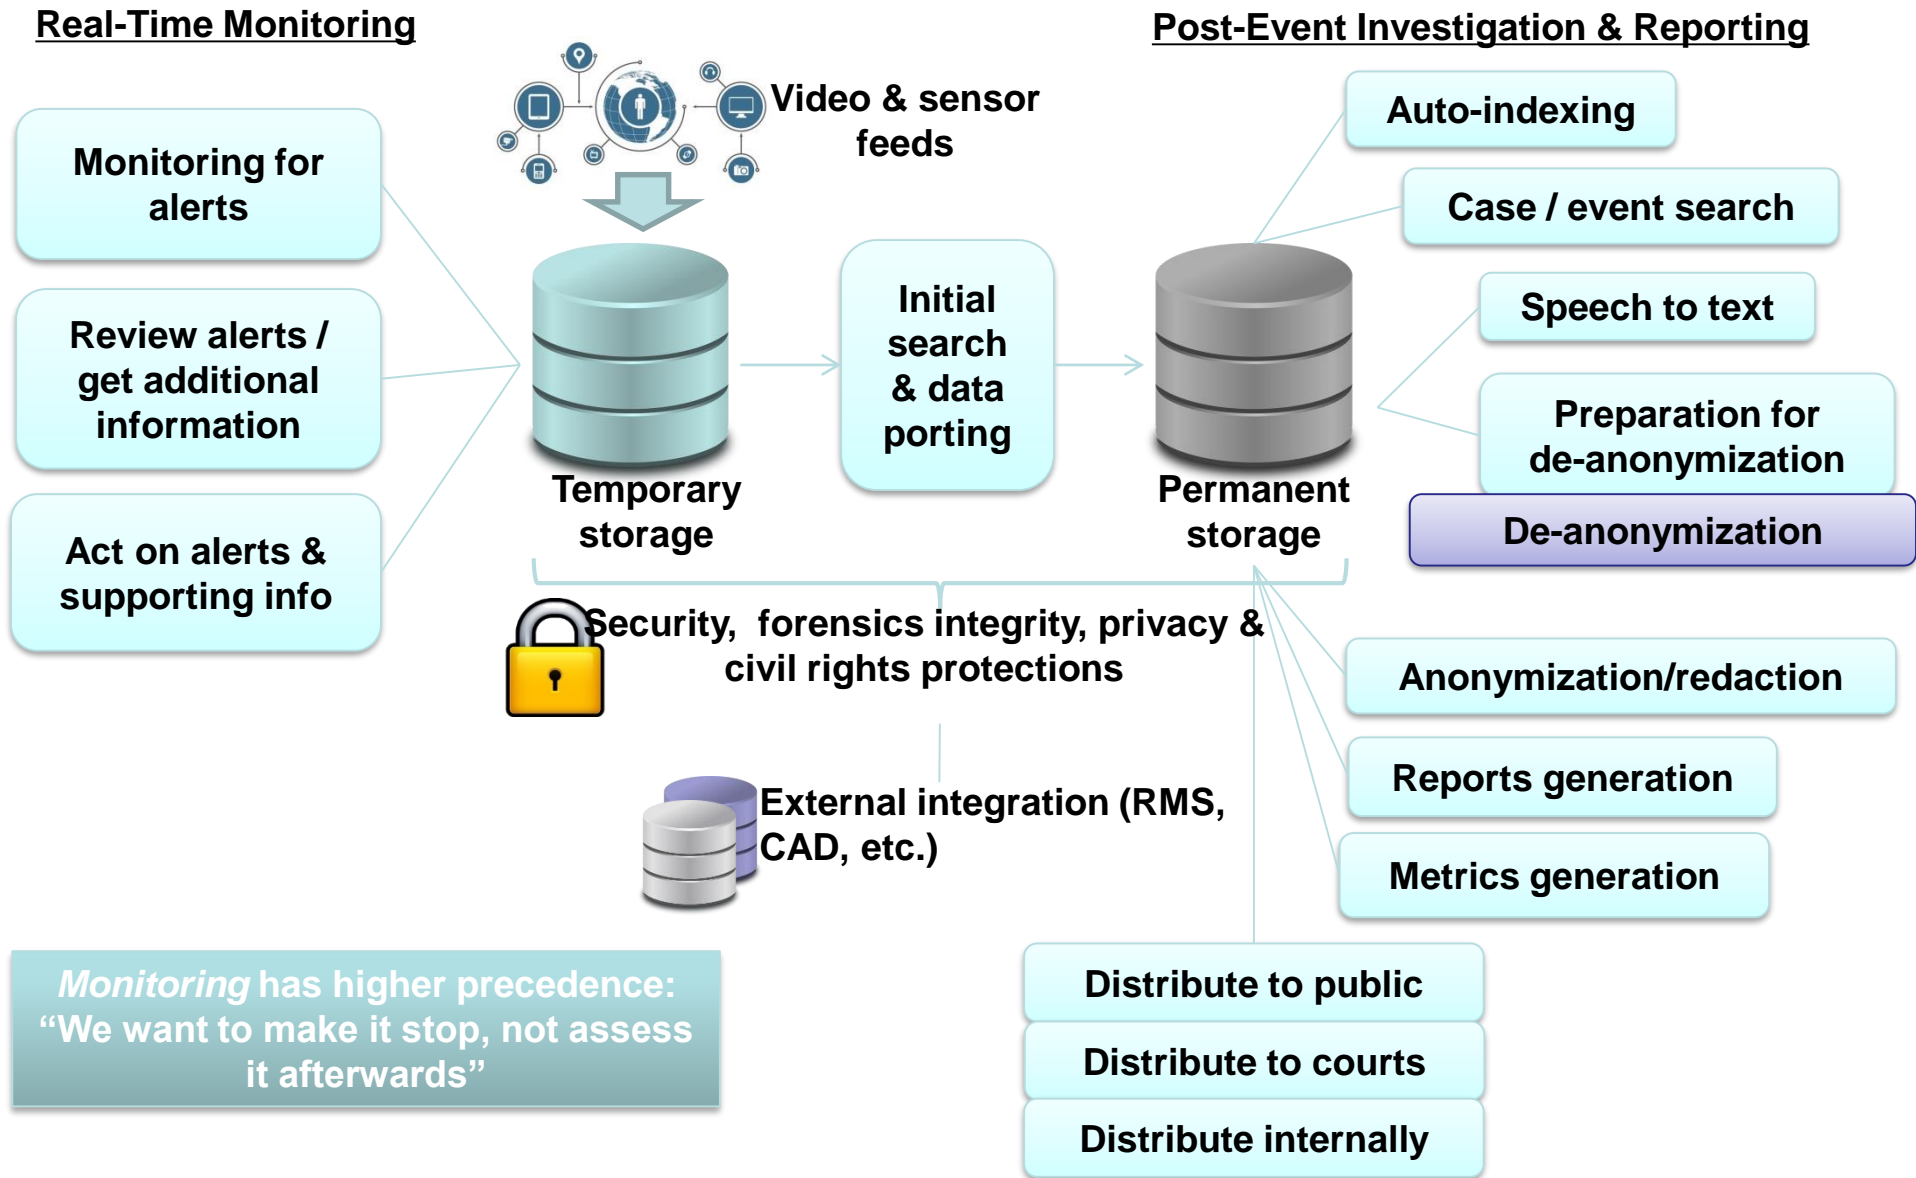 Real-Time Monitoring
Post-Event Investigation & Reporting
Video & sensor
feeds
Monitoring for
alerts
Review alerts /
get additional
information
Act on alerts &
supporting info
Temporary
storage
Initial
search
& data
porting
Permanent
storage
Auto-indexing
Case / event search
Speech to text
Preparation for
de-anonymization
De-anonymization
Security, forensics integrity, privacy &
civil rights protections
External integration (RMS,
CAD, etc.)
Anonymization/redaction
Reports generation
Metrics generation
Distribute to public
Distribute to courts
Distribute internally
Monitoring has higher precedence:
“We want to make it stop, not assess
it afterwards”